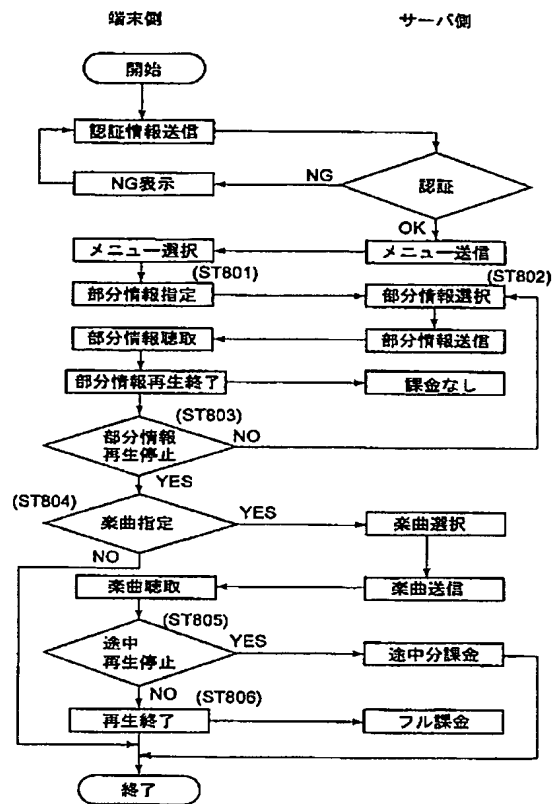 端末側
サーバ側
開始
認証情報送信
NG表示
NG
認証
OK
メニュー選択
メニュー送信
(ST801)
(ST802)
部分情報指定
部分情報選択
部分情報聴取
部分情報送信
部分情報再生終了
課金なし
(ST803)
部分情報
再生停止
NO
YES
(ST804)
楽曲指定
YES
楽曲選択
NO
楽曲聴取
楽曲送信
(ST805)
途中
再生停止
YES
途中分課金
NO
(ST806)
再生終了
フル課金
終了